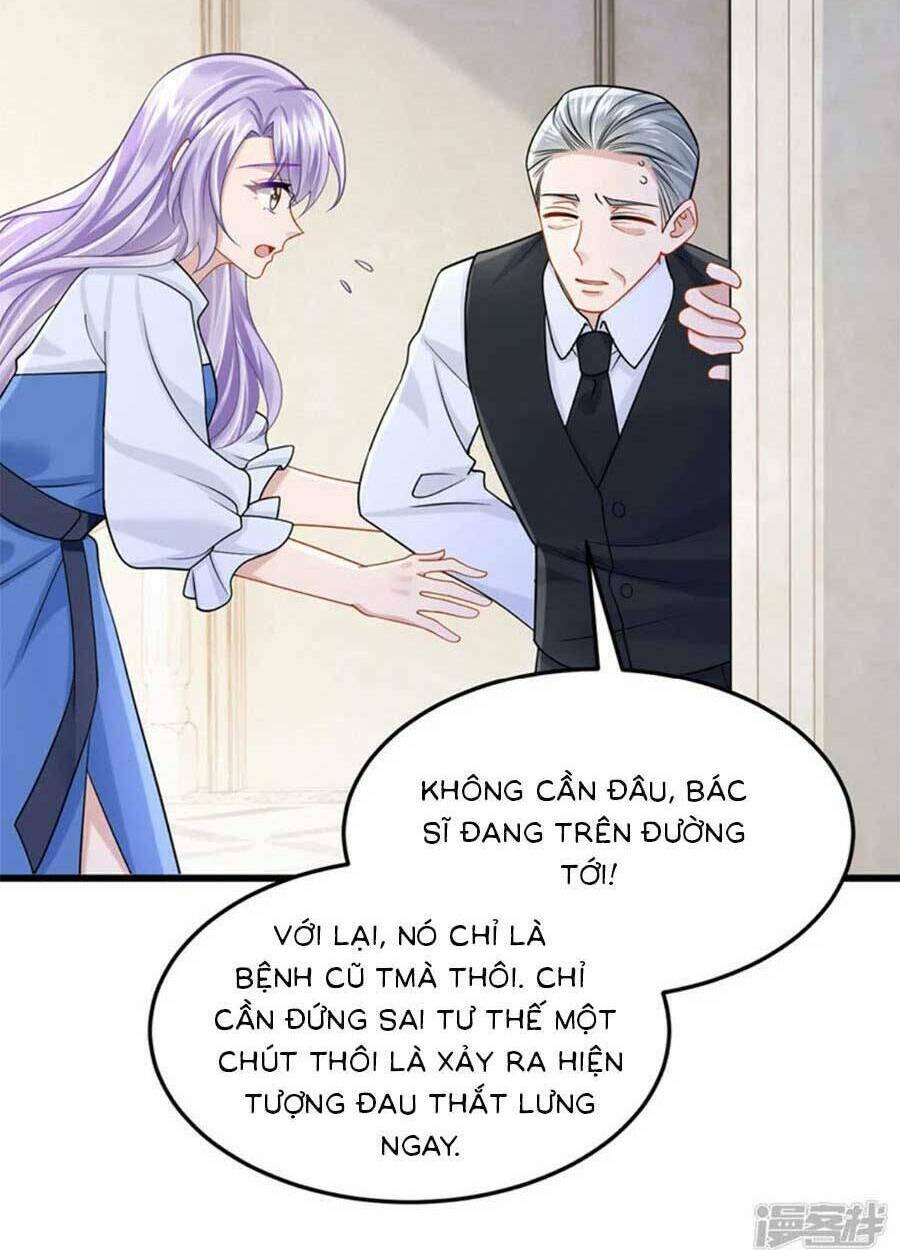 KHÔNG CẦN ĐÂU, BÁC
SĨ ĐANG TRÊN ĐƯỜNG
TỚI!
VỚI LẠI, NÓ CHỈ LÀ
BỆNH CŨ TMÀ THÔI. CHỈ
CẦN ĐỨNG SAI TƯ THẾ MỘT
CHÚT THÔI LÀ XẢY RA HIỆN
TƯỢNG ĐAU THẮT LƯNG
NGAY.
漫客栈